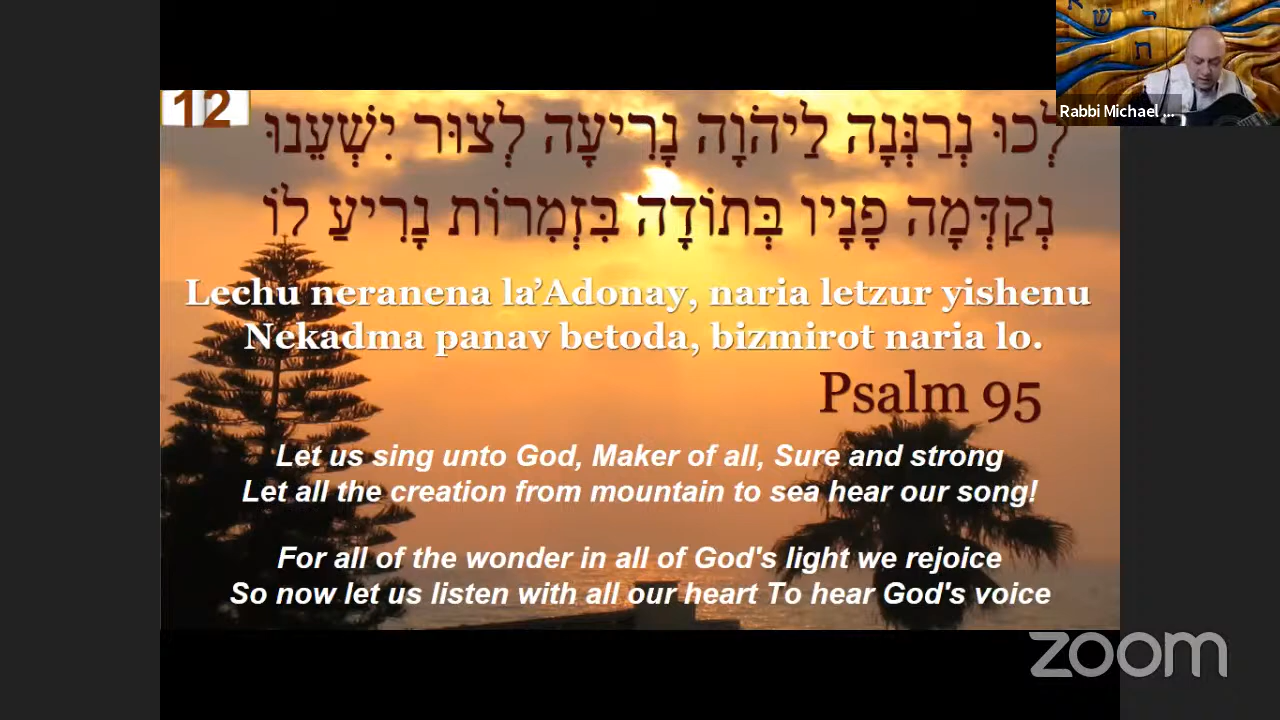 12
לְכוּ נְרַנְּנָה לַיהוָֹה נָרִיעָה לְצוּר יִשְׁעֵנוּ
נְקַדְּמָה פָנָיו בְּתוֹדָה בִּזְמִרוֹת נָרִיעַ לוֹ
Lechu neranena la’Adonay, naria letzur yishenu
Nekadma panav betoda, bizmirot naria lo.
Psalm 95
Let us sing unto God, Maker of all, Sure and strong
Let all the creation from mountain to sea hear our song!
For all of the wonder in all of God's light we rejoice
So now let us listen with all our heart To hear God's voice
ש
ת
Rabbi Michael ...
zoom